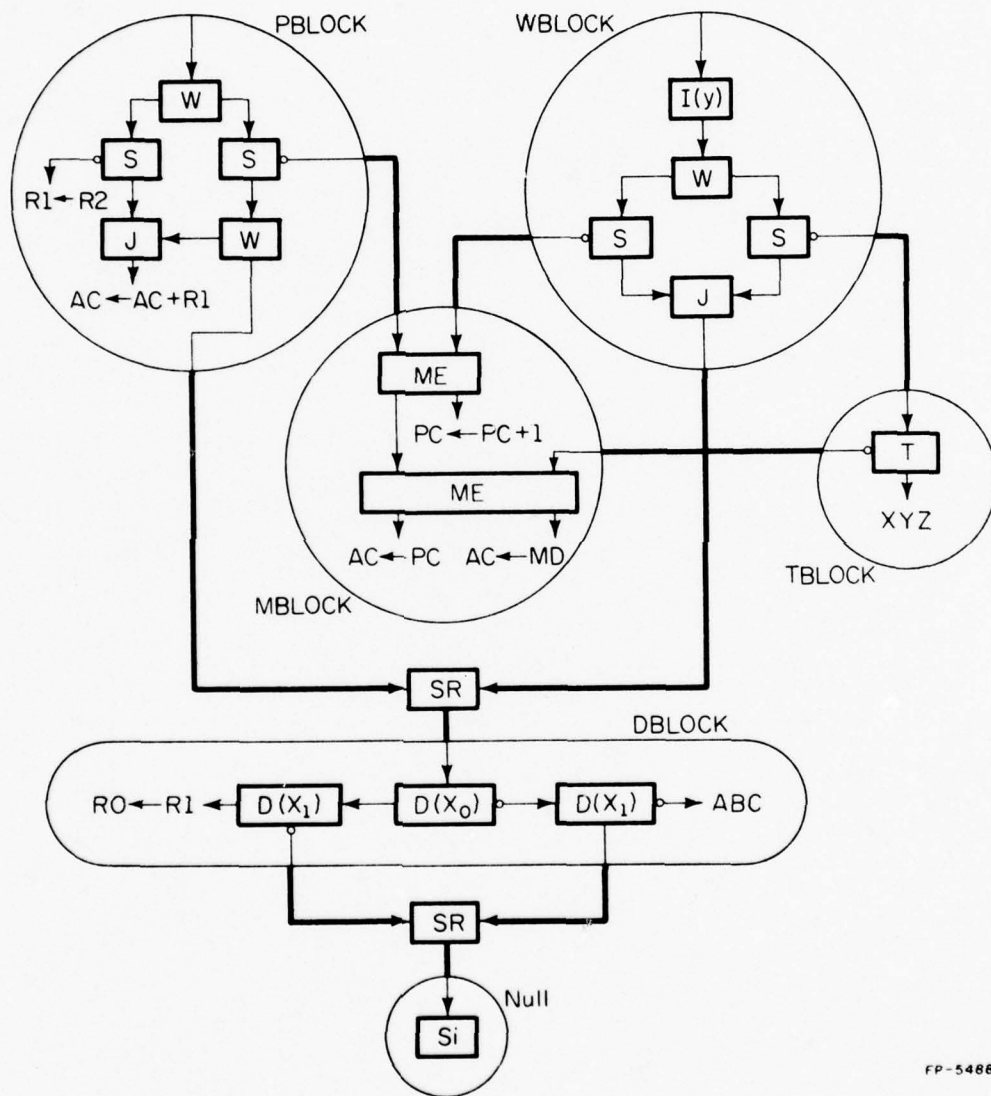 PBLOCK
WBLOCK
W
I(y)
S
S
W
R1←R2
J
W
S
S
AC←AC+R1
J
ME
PC←PC+1
T
ME
XYZ
AC←PC
AC←MD
TBLOCK
MBLOCK
SR
DBLOCK
R0←R1
D(X₁)
D(X₀)
D(X₁)
ABC
SR
Null
Si
FP-5488